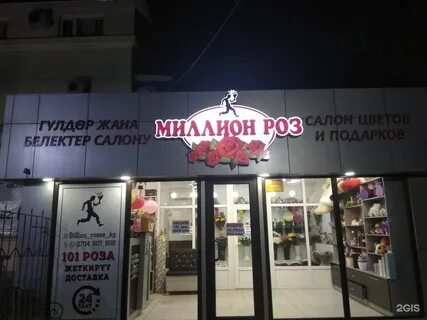 ГҮЛДӨР ЖАНА
БЕЛЕКТЕР САЛОНУ
МИЛЛИОН РОЗ
САЛОН ЦВЕТОВ
И ПОДАРКОВ
101 РОЗА
ЖЕТКИРҮҮ
ДОСТАВКА
24
2GIS